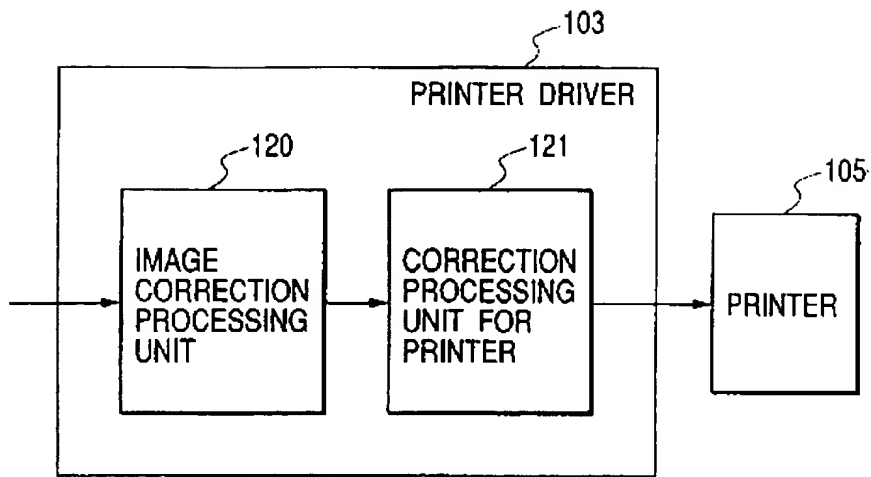 103
PRINTER DRIVER
120
121
105
IMAGE
CORRECTION
PROCESSING
UNIT
CORRECTION
PROCESSING
UNIT FOR
PRINTER
PRINTER